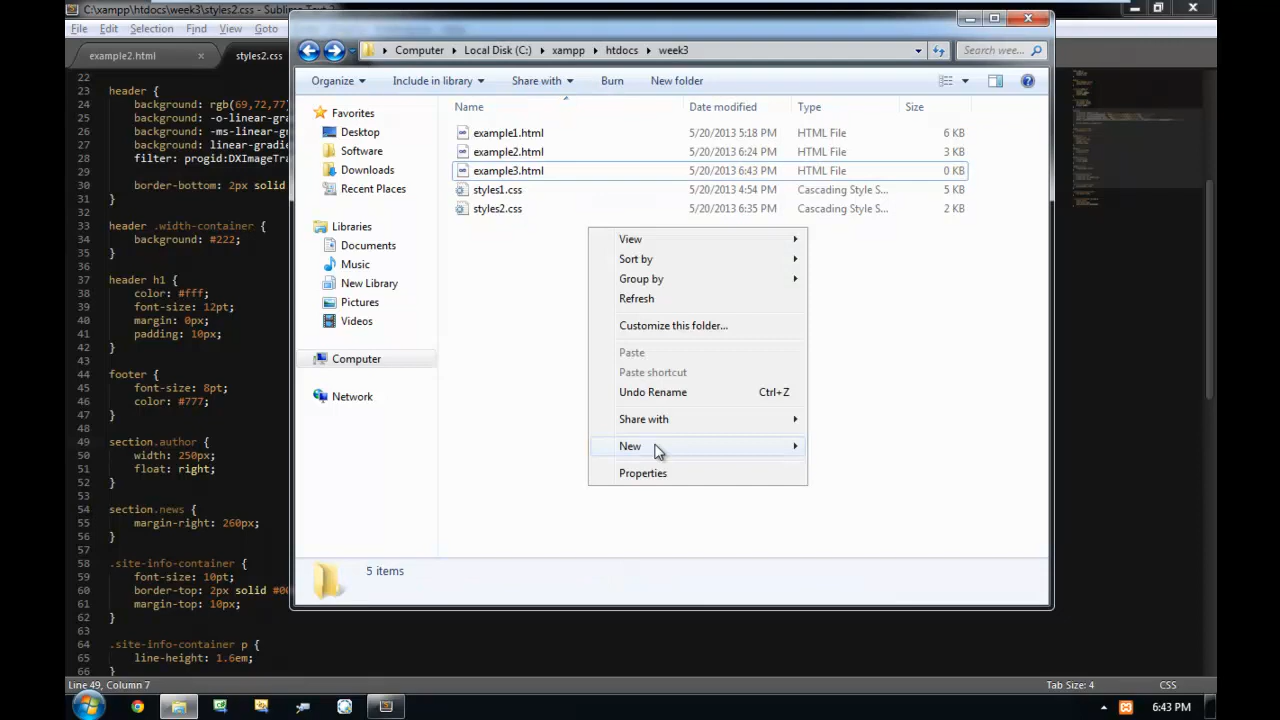 C:\xampp\htdocs\week3\styles2.css - Sublime Text 2
File Edit Selection Find View Goto
example2.html × styles2.css
Computer Local Disk (C:) xampp htdocs week3
Search wee...
Organize Include in library Share with Burn New folder
Favorites
Desktop
Software
Downloads
Recent Places
Libraries
Documents
Music
New Library
Pictures
Videos
Computer
Network
Name Date modified Type Size
example1.html 5/20/2013 5:18 PM HTML File 6 KB
example2.html 5/20/2013 6:24 PM HTML File 3 KB
example3.html 5/20/2013 6:43 PM HTML File 0 KB
styles1.css 5/20/2013 4:54 PM Cascading Style S... 5 KB
styles2.css 5/20/2013 6:35 PM Cascading Style S... 2 KB
View
Sort by
Group by
Refresh
Customize this folder...
Paste
Paste shortcut
Undo Rename Ctrl+Z
Share with
New
Properties
5 items
22
23 header {
24 background: rgb(69,72,77)
25 background: -o-linear-gra
26 background: -ms-linear-gr
27 background: linear-gradie
28 filter: progid:DXImageTra
29
30 border-bottom: 2px solid
31 }
32
33 header .width-container {
34 background: #222;
35 }
36
37 header h1 {
38 color: #fff;
39 font-size: 12pt;
40 margin: 0px;
41 padding: 10px;
42 }
43
44 footer {
45 font-size: 8pt;
46 color: #777;
47 }
48
49 section.author {
50 width: 250px;
51 float: right;
52 }
53
54 section.news {
55 margin-right: 260px;
56 }
57
58 .site-info-container {
59 font-size: 10pt;
60 border-top: 2px solid #00
61 margin-top: 10px;
62 }
63
64 .site-info-container p {
65 line-height: 1.6em;
66 }
Line 49, Column 7 Tab Size: 4 CSS
6:43 PM